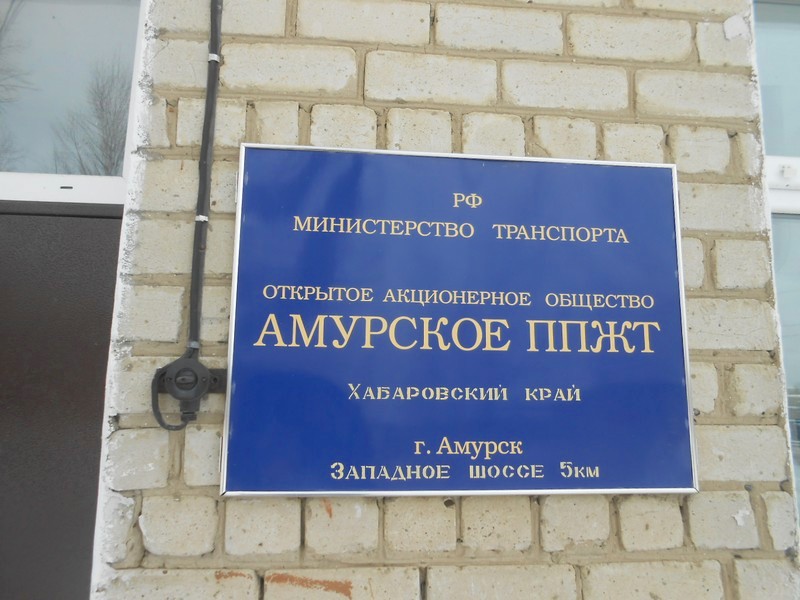 РФ
МИНИСТЕРСТВО ТРАНСПОРТА
ОТКРЫТОЕ АКЦИОНЕРНОЕ ОБЩЕСТВО
АМУРСКОЕ ППЖТ
ХАБАРОВСКИЙ КРАЙ
г. Амурск
ЗАПАДНОЕ ШОССЕ 5КМ